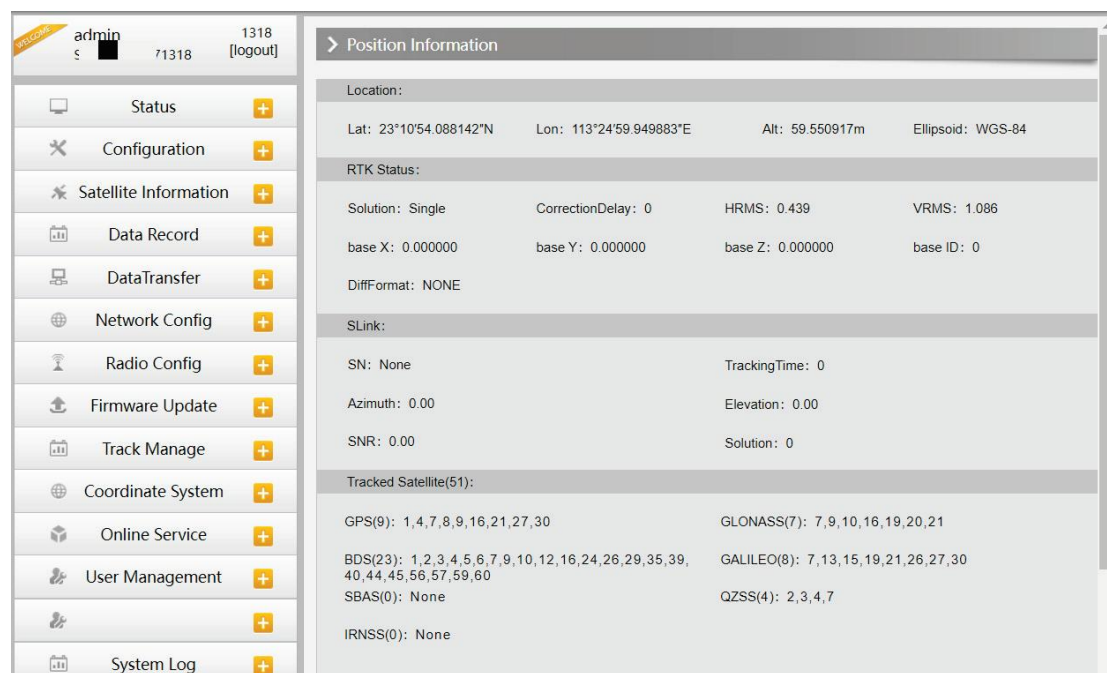 WELCOME
admin
1318
S 71318
[logout]
Status
Configuration
Satellite Information
Data Record
DataTransfer
Network Config
Radio Config
Firmware Update
Track Manage
Coordinate System
Online Service
User Management
System Log
Position Information
Location:
Lat: 23°10'54.088142"N Lon: 113°24'59.949883"E Alt: 59.550917m Ellipsoid: WGS-84
RTK Status:
Solution: Single CorrectionDelay: 0 HRMS: 0.439 VRMS: 1.086
base X: 0.000000 base Y: 0.000000 base Z: 0.000000 base ID: 0
DiffFormat: NONE
SLink:
SN: None TrackingTime: 0
Azimuth: 0.00 Elevation: 0.00
SNR: 0.00 Solution: 0
Tracked Satellite(51):
GPS(9): 1,4,7,8,9,16,21,27,30 GLONASS(7): 7,9,10,16,19,20,21
BDS(23): 1,2,3,4,5,6,7,9,10,12,16,24,26,29,35,39, GALILEO(8): 7,13,15,19,21,26,27,30
40,44,45,56,57,59,60
SBAS(0): None QZSS(4): 2,3,4,7
IRNSS(0): None